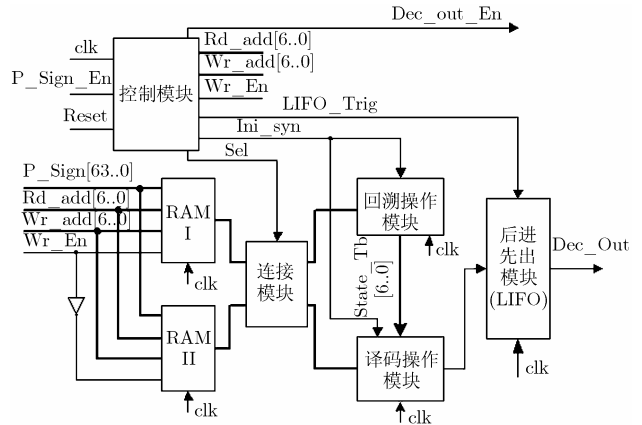 Dec_out_En
clk
Rd_add[6..0]
Wr_add[6..0]
P_Sign_En
控制模块
Wr_En
LIFO_Trig
Reset
Ini_syn
Sel
P_Sign[63..0]
Rd_add[6..0]
Wr_add[6..0]
Wr_En
RAM
I
clk
连接
模块
回溯操作
模块
clk
State_Tb
[6..0]
后进
先出
模块
(LIFO)
Dec_Out
RAM
II
clk
译码操作
模块
clk
clk